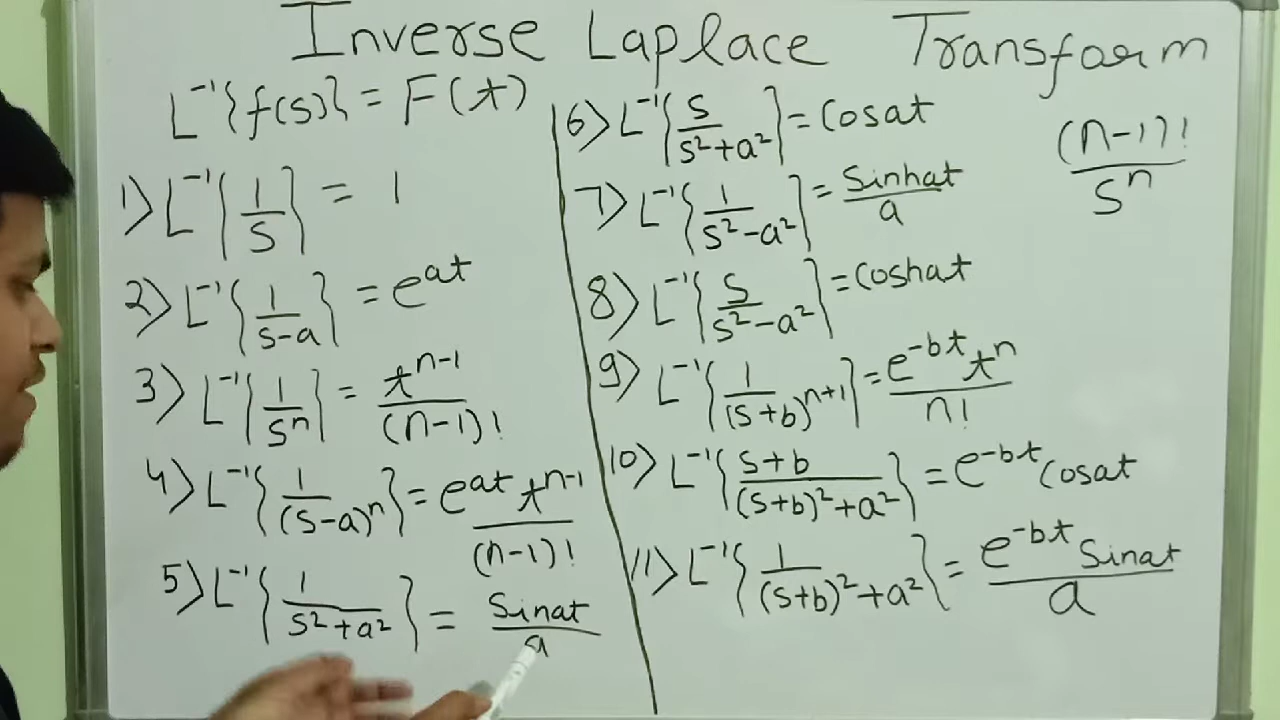 Inverse Laplace Transform
L⁻¹{f(s)} = F(t)
1) L⁻¹{1/s} = 1
2) L⁻¹{1/(s-a)} = e^(at)
3) L⁻¹{1/sⁿ} = t^(n-1)/(n-1)!
4) L⁻¹{1/(s-a)ⁿ} = e^(at) t^(n-1)/(n-1)!
5) L⁻¹{1/(s²+a²)} = Sinat/a
6) L⁻¹{s/(s²+a²)} = Cosat
7) L⁻¹{1/(s²-a²)} = Sinhat/a
8) L⁻¹{s/(s²-a²)} = Coshat
9) L⁻¹{1/(s+b)^(n+1)} = e^(-bt) tⁿ/n!
10) L⁻¹{(s+b)/((s+b)²+a²)} = e^(-bt) Cosat
11) L⁻¹{1/((s+b)²+a²)} = e^(-bt) Sinat/a
(n-1)!/sⁿ